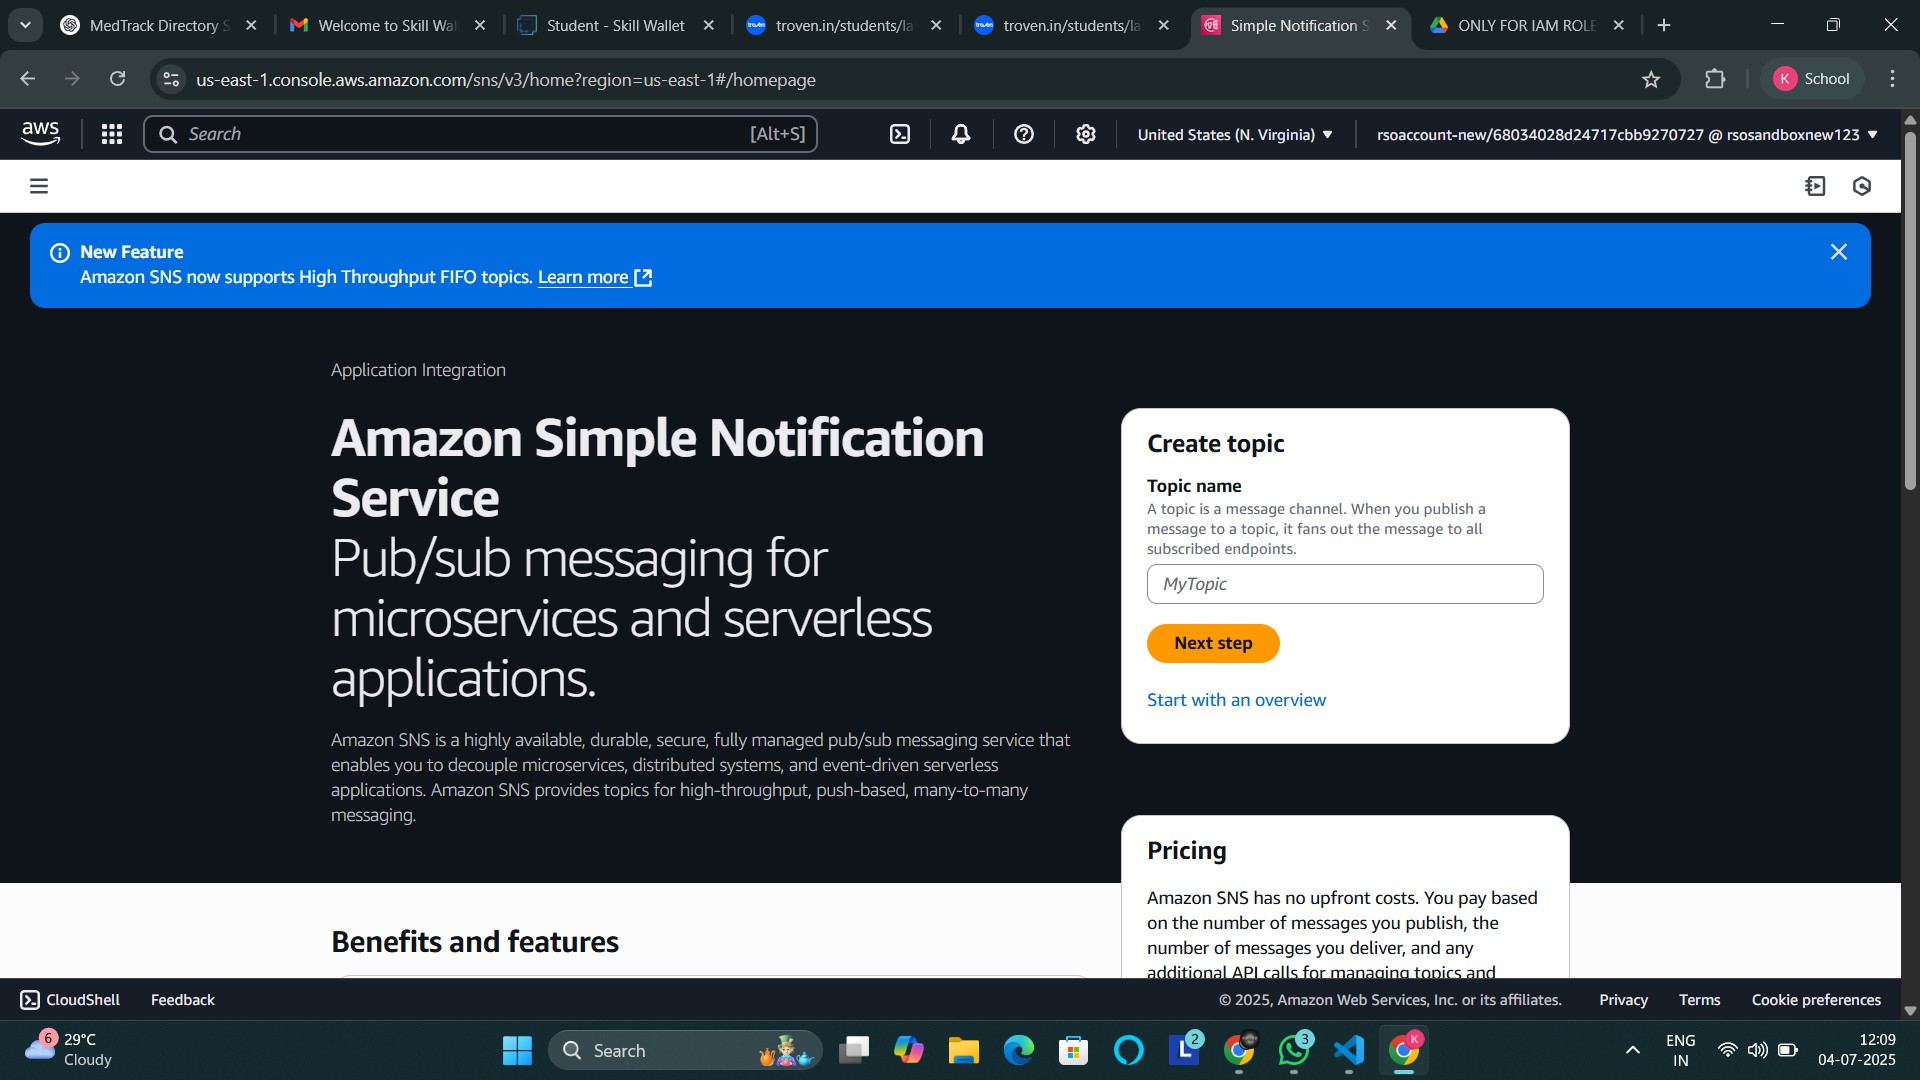 MedTrack Directory S
Welcome to Skill Wal
Student - Skill Wallet
troven.in/students/la
troven.in/students/la
Simple Notification S
ONLY FOR IAM ROLE
us-east-1.console.aws.amazon.com/sns/v3/home?region=us-east-1#/homepage
K
School
aws
Search
[Alt+S]
United States (N. Virginia)
rsoaccount-new/68034028d24717cbb9270727 @ rsosandboxnew123
New Feature
Amazon SNS now supports High Throughput FIFO topics. Learn more
Application Integration
Amazon Simple Notification
Service
Pub/sub messaging for
microservices and serverless
applications.
Amazon SNS is a highly available, durable, secure, fully managed pub/sub messaging service that
enables you to decouple microservices, distributed systems, and event-driven serverless
applications. Amazon SNS provides topics for high-throughput, push-based, many-to-many
messaging.
Create topic
Topic name
A topic is a message channel. When you publish a
message to a topic, it fans out the message to all
subscribed endpoints.
MyTopic
Next step
Start with an overview
Pricing
Amazon SNS has no upfront costs. You pay based
on the number of messages you publish, the
number of messages you deliver, and any
additional API calls for managing topics and
Benefits and features
CloudShell
Feedback
© 2025, Amazon Web Services, Inc. or its affiliates.
Privacy
Terms
Cookie preferences
6
29°C
Cloudy
Search
L
2
3
K
ENG
IN
12:09
04-07-2025